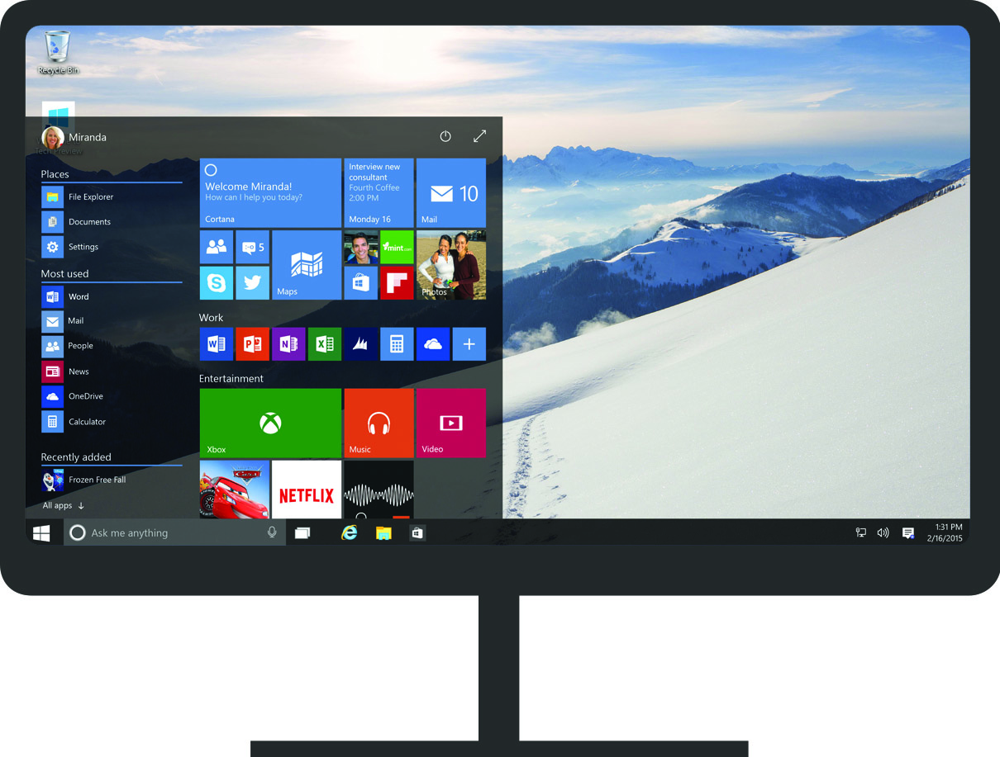 Recycle Bin
Miranda
Tech Preview
Places
File Explorer
Documents
Settings
Most used
Word
Mail
People
News
OneDrive
Calculator
Recently added
Frozen Free Fall
All apps
Welcome Miranda!
How can I help you today?
Cortana
Interview new
consultant
Fourth Coffee
2:00 PM
Monday 16
10
Mail
5
Maps
mint.com
Photos
Work
Entertainment
Xbox
Music
Video
Cars
NETFLIX
Ask me anything
1:31 PM
2/16/2015